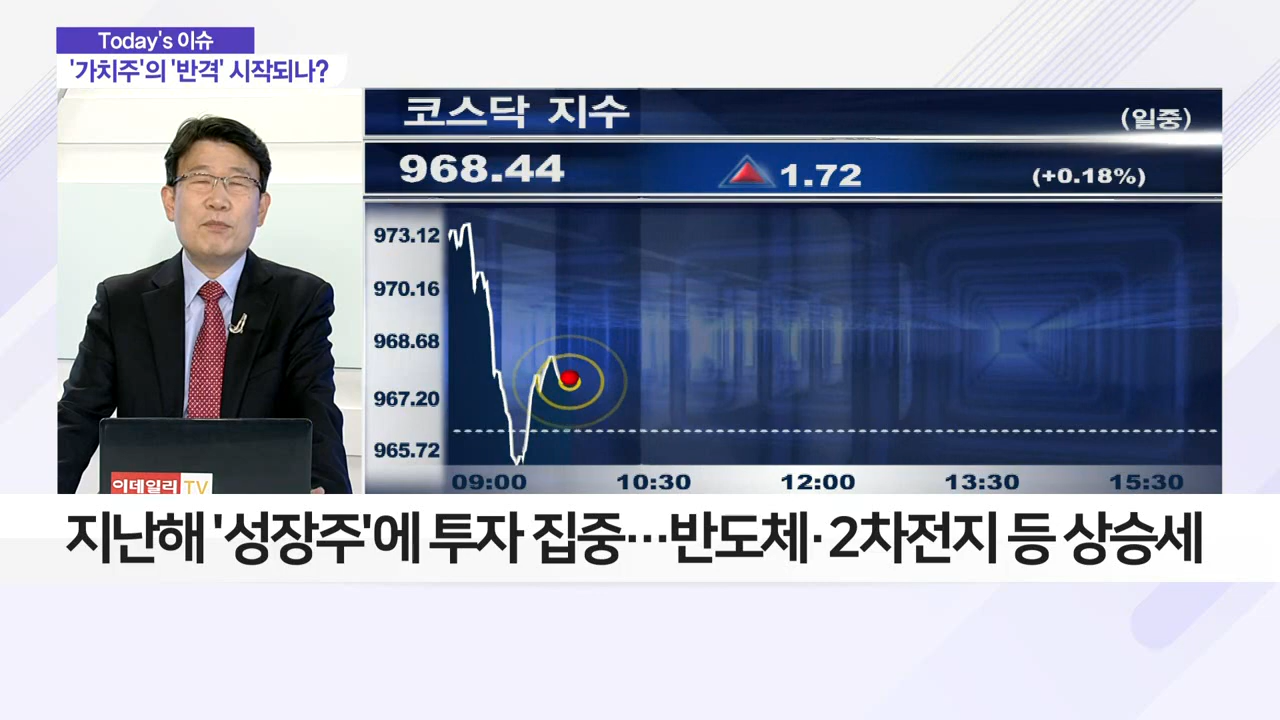 Today's 이슈
'가치주'의 '반격' 시작되나?
코스닥 지수
(일중)
968.44
1.72
(+0.18%)
973.12
970.16
968.68
967.20
965.72
09:00
10:30
12:00
13:30
15:30
이데일리TV
지난해 '성장주'에 투자 집중…반도체·2차전지 등 상승세